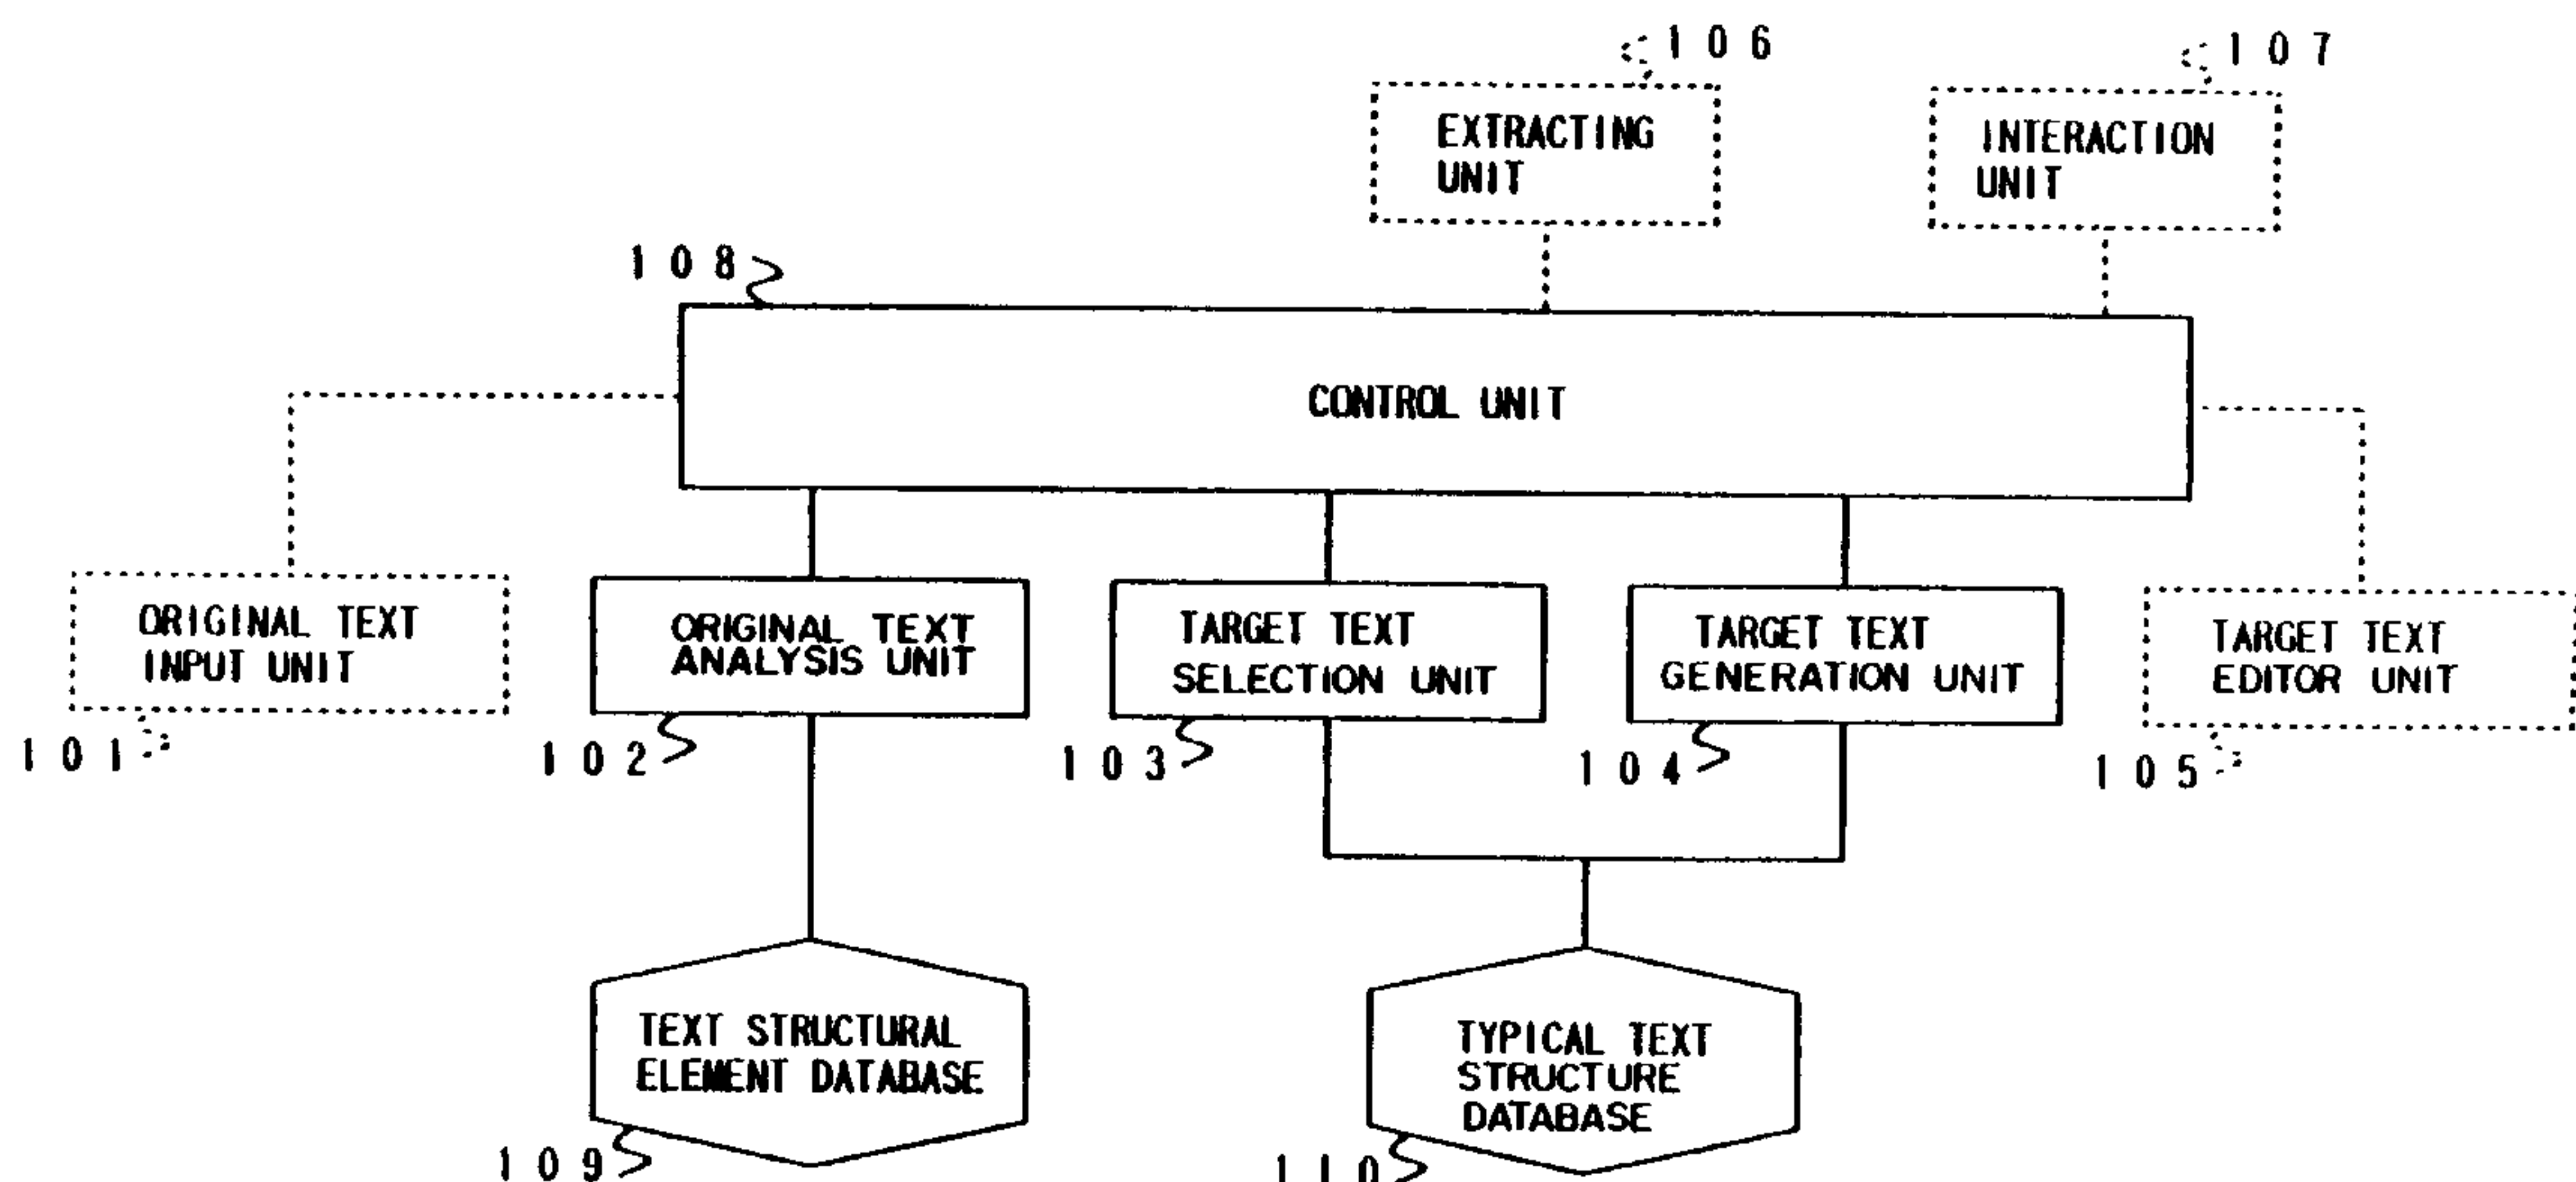 106
107
EXTRACTING
UNIT
INTERACTION
UNIT
108
CONTROL UNIT
ORIGINAL TEXT
INPUT UNIT
ORIGINAL TEXT
ANALYSIS UNIT
TARGET TEXT
SELECTION UNIT
TARGET TEXT
GENERATION UNIT
TARGET TEXT
EDITOR UNIT
101
102
103
104
105
TEXT STRUCTURAL
ELEMENT DATABASE
TYPICAL TEXT
STRUCTURE
DATABASE
109
110